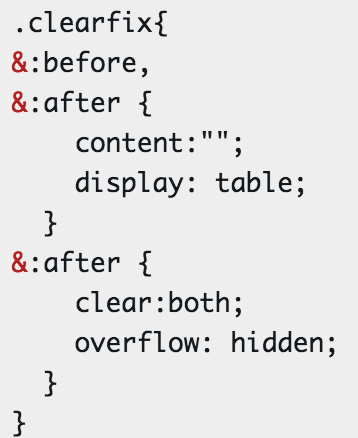 .clearfix{
&:before,
&:after {
    content:"";
    display: table;
  }
&:after {
    clear:both;
    overflow: hidden;
  }
}